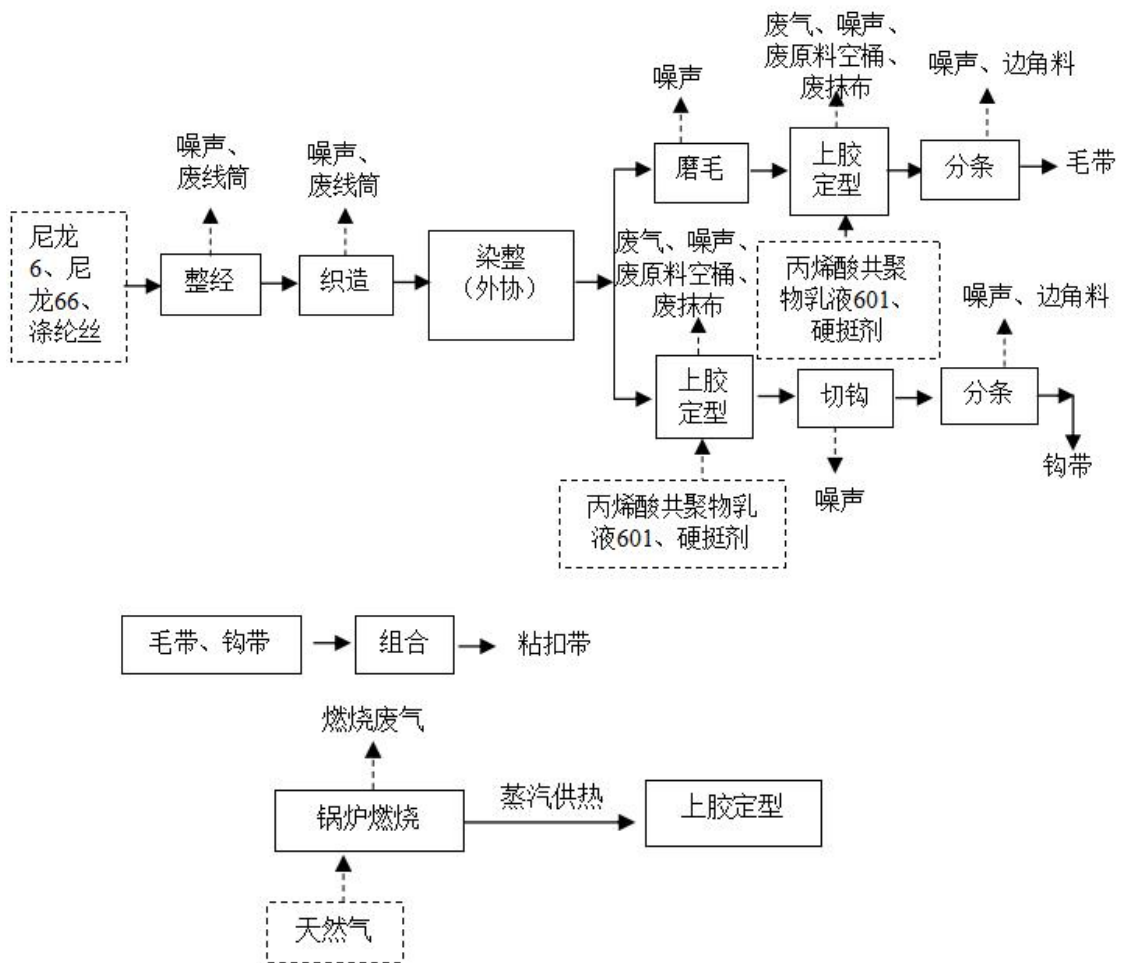 废气、噪声、
废原料空桶、
废抹布
噪声
噪声、边角料
噪声、
废线筒
噪声、
废线筒
磨毛
上胶
定型
分条
毛带
尼龙
6、尼
龙66、
涤纶丝
整经
织造
染整
（外协）
废气、噪声、
废原料空桶、
废抹布
丙烯酸共聚
物乳液601、
硬挺剂
噪声、边角料
上胶
定型
切钩
分条
钩带
丙烯酸共聚物乳
液601、硬挺剂
噪声
毛带、钩带
组合
粘扣带
燃烧废气
锅炉燃烧
蒸汽供热
上胶定型
天然气